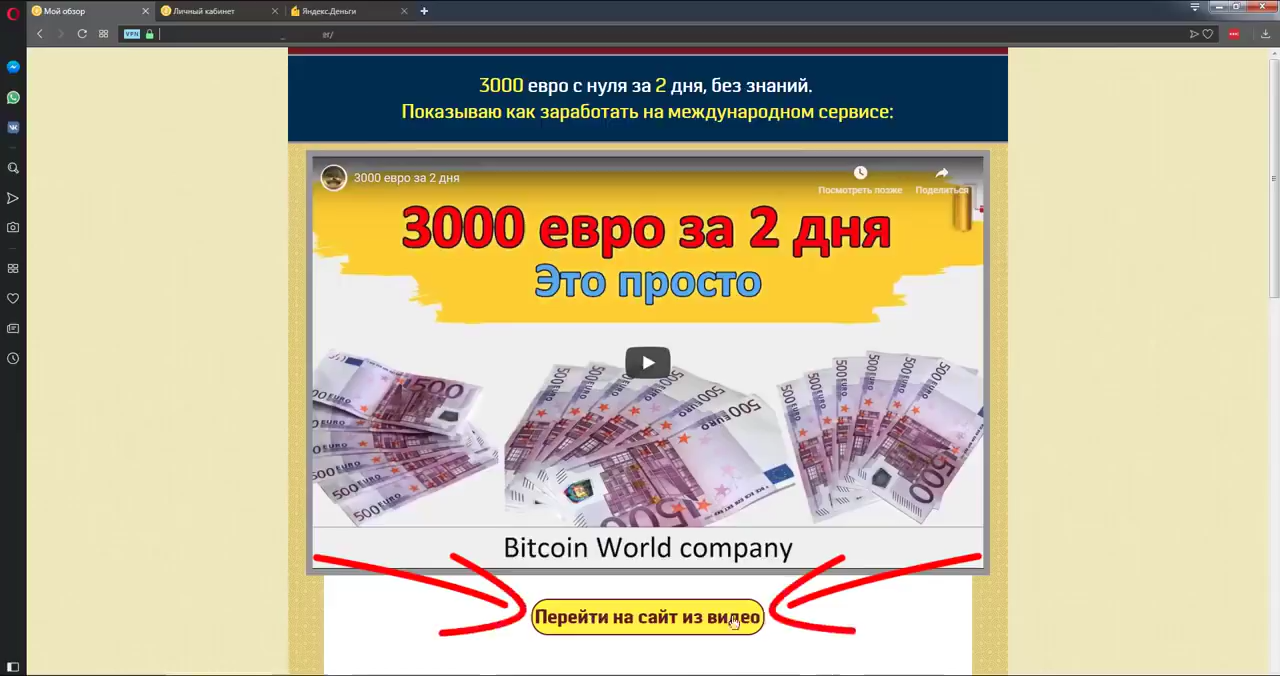 Мой обзор
Личный кабинет
Яндекс.Деньги
VPN
3000 евро с нуля за 2 дня, без знаний.
Показываю как заработать на международном сервисе:
3000 евро за 2 дня
Посмотреть позже
Поделиться
3000 евро за 2 дня
Это просто
Bitcoin World company
Перейти на сайт из видео